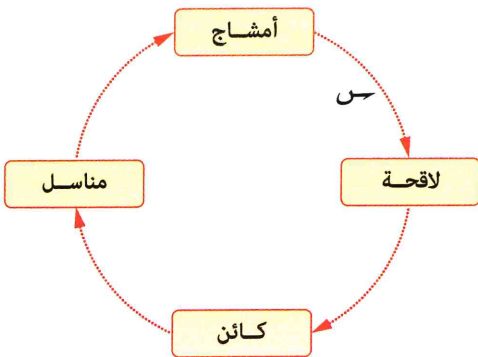 أمشاج
س
لاقحة
مناسل
كائن